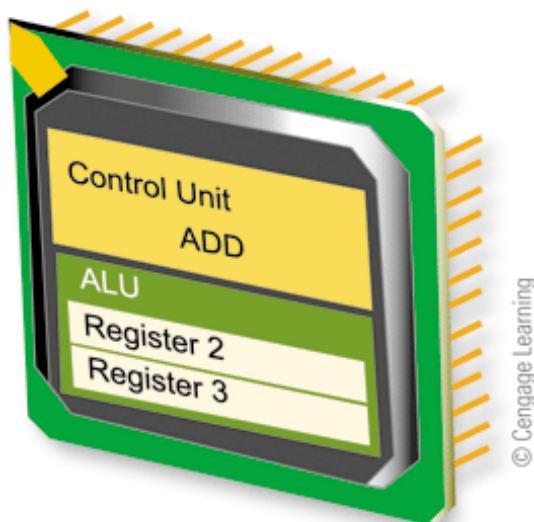 Control Unit
ADD
ALU
Register 2
Register 3
© Cengage Learning